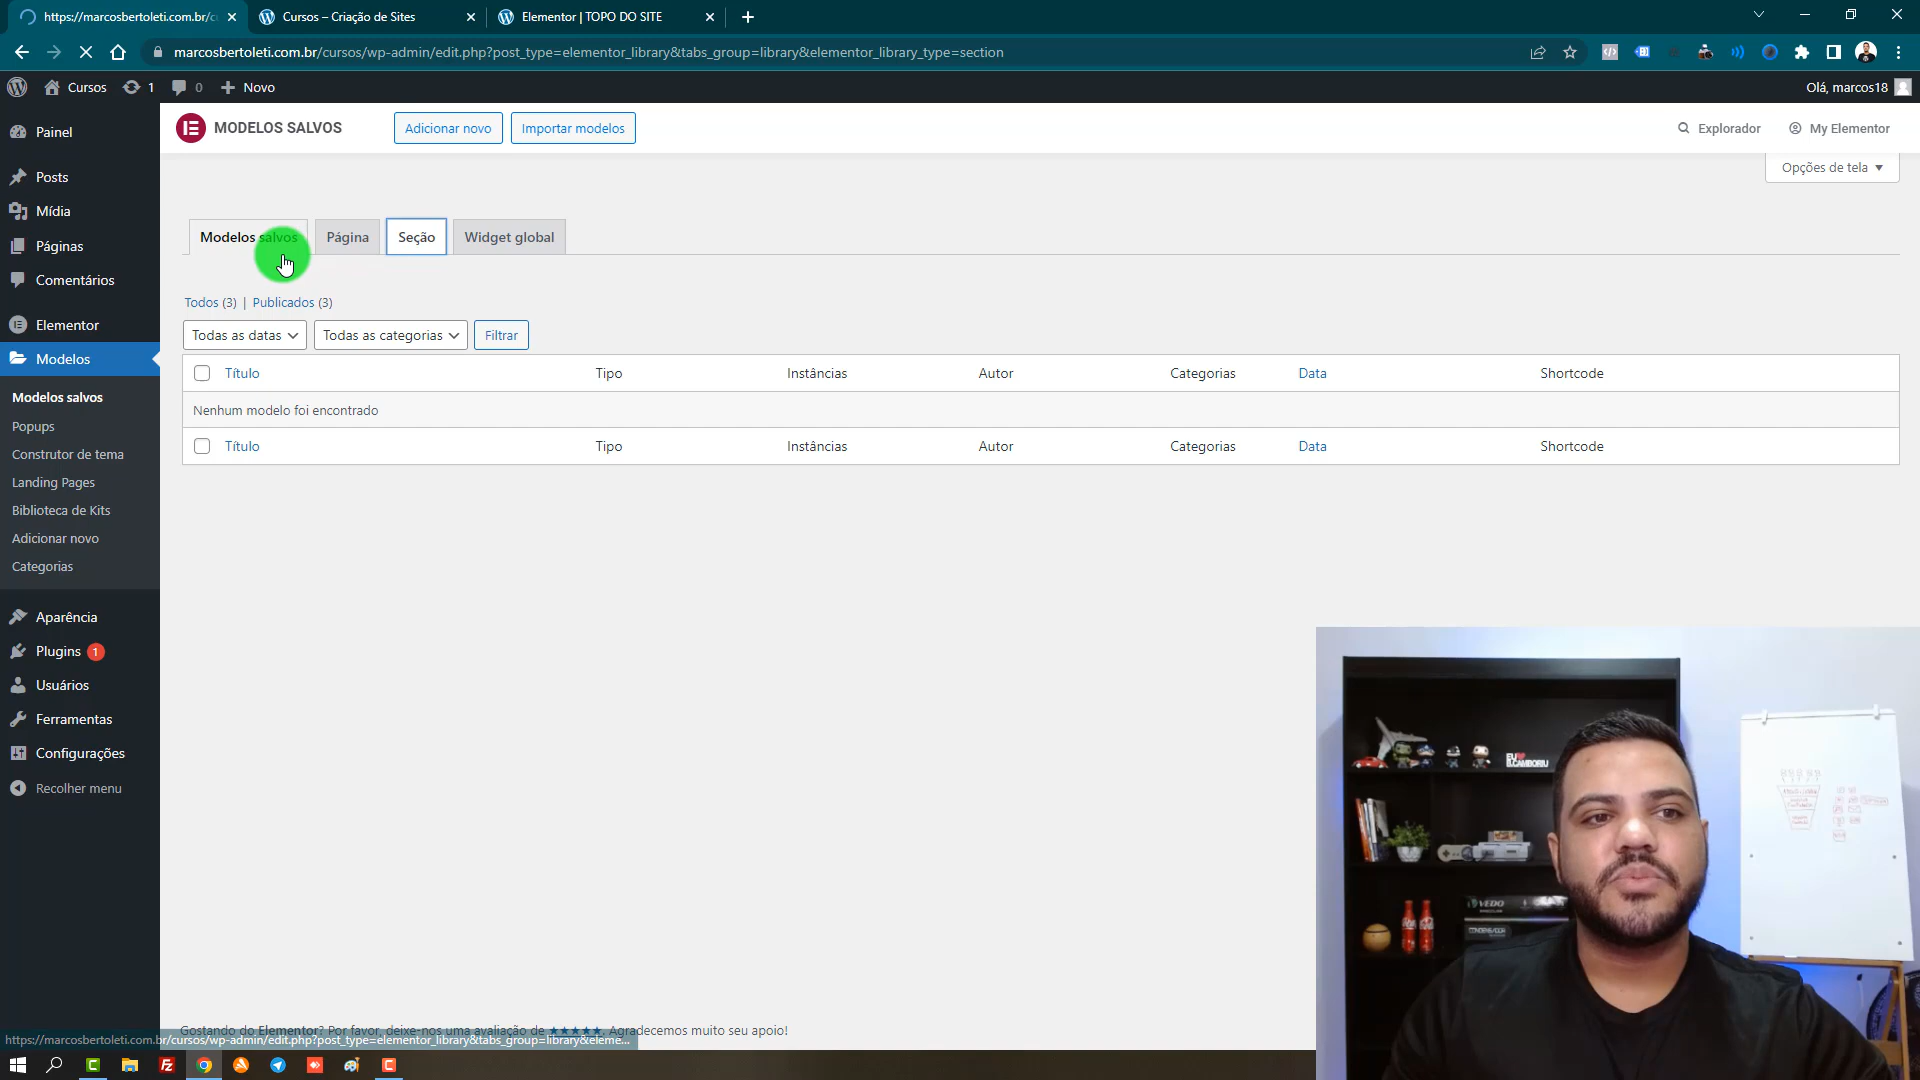 https://marcosbertoleti.com.br/c
Cursos – Criação de Sites
Elementor | TOPO DO SITE
marcosbertoleti.com.br/cursos/wp-admin/edit.php?post_type=elementor_library&tabs_group=library&elementor_library_type=section
Cursos
1
0
Novo
Olá, marcos18
MODELOS SALVOS
Adicionar novo
Importar modelos
Explorador
My Elementor
Opções de tela
Painel
Posts
Mídia
Páginas
Comentários
Elementor
Modelos
Modelos salvos
Popups
Construtor de tema
Landing Pages
Biblioteca de Kits
Adicionar novo
Categorias
Aparência
Plugins 1
Usuários
Ferramentas
Configurações
Recolher menu
Modelos salvos
Página
Seção
Widget global
Todos (3) | Publicados (3)
Todas as datas
Todas as categorias
Filtrar
Título Tipo Instâncias Autor Categorias Data Shortcode
Nenhum modelo foi encontrado
Título Tipo Instâncias Autor Categorias Data Shortcode
Gostando do Elementor? Por favor, deixe-nos uma avaliação de ★★★★★. Agradecemos muito seu apoio!
https://marcosbertoleti.com.br/cursos/wp-admin/edit.php?post_type=elementor_library&tabs_group=library&eleme...